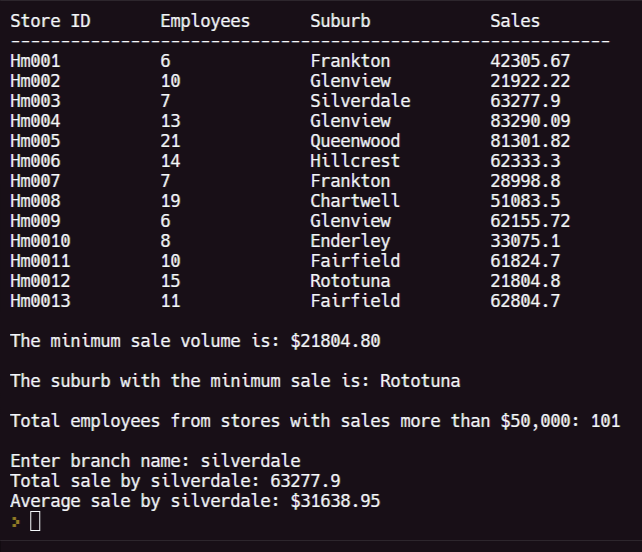 Store ID Employees Suburb Sales
------------------------------------------------------------
Hm001 6 Frankton 42305.67
Hm002 10 Glenview 21922.22
Hm003 7 Silverdale 63277.9
Hm004 13 Glenview 83290.09
Hm005 21 Queenwood 81301.82
Hm006 14 Hillcrest 62333.3
Hm007 7 Frankton 28998.8
Hm008 19 Chartwell 51083.5
Hm009 6 Glenview 62155.72
Hm0010 8 Enderley 33075.1
Hm0011 10 Fairfield 61824.7
Hm0012 15 Rototuna 21804.8
Hm0013 11 Fairfield 62804.7
The minimum sale volume is: $21804.80
The suburb with the minimum sale is: Rototuna
Total employees from stores with sales more than $50,000: 101
Enter branch name: silverdale
Total sale by silverdale: 63277.9
Average sale by silverdale: $31638.95
>